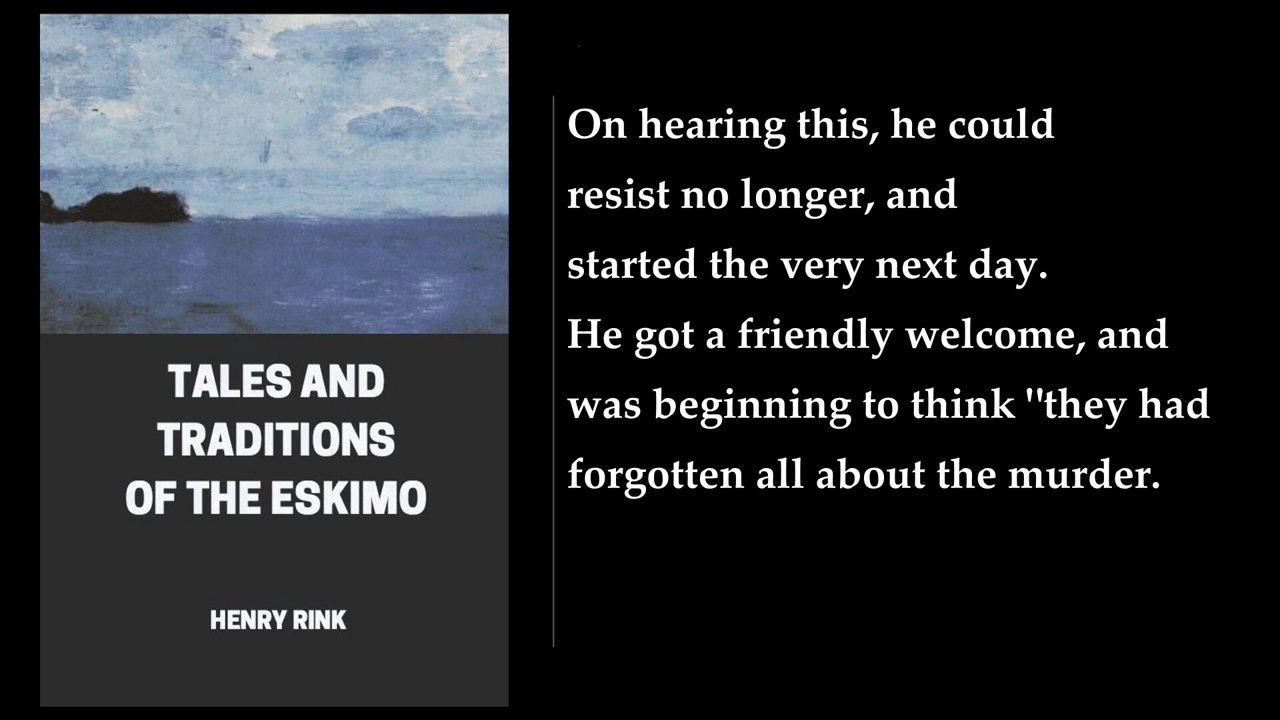 TALES AND
TRADITIONS
OF THE ESKIMO
HENRY RINK
On hearing this, he could
resist no longer, and
started the very next day.
He got a friendly welcome, and
was beginning to think "they had
forgotten all about the murder.